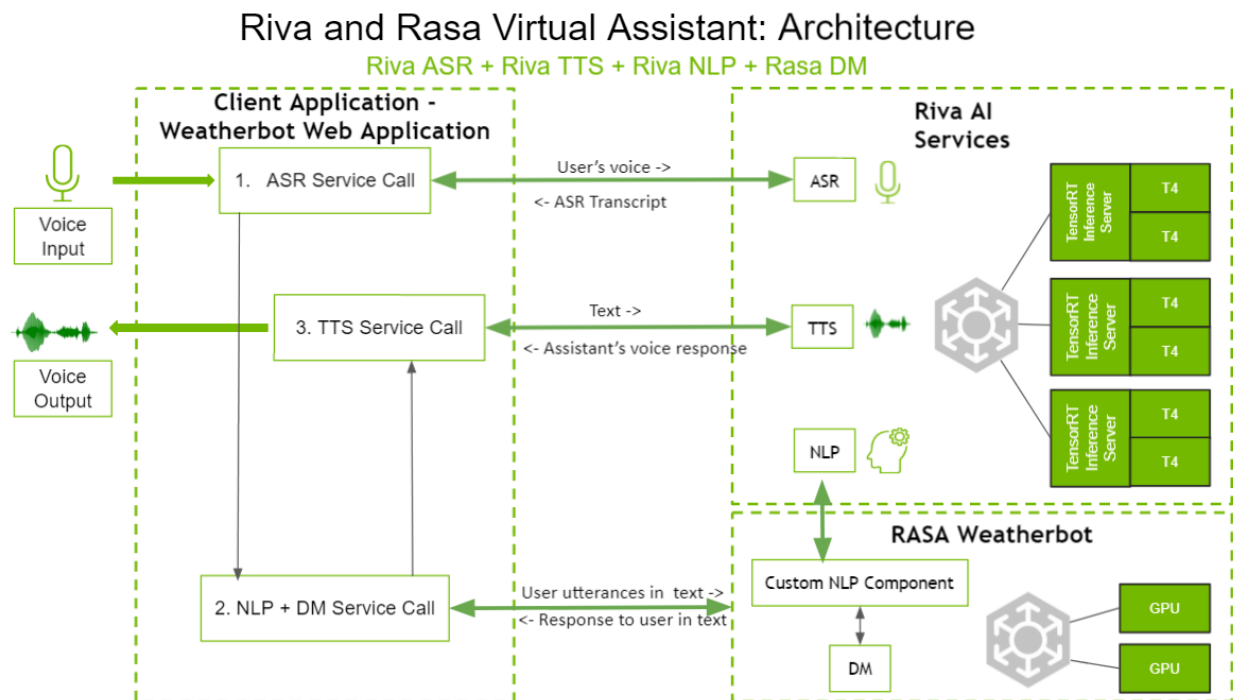 Riva and Rasa Virtual Assistant: Architecture
Riva ASR + Riva TTS + Riva NLP + Rasa DM
Client Application -
Weatherbot Web Application
Riva AI
Services
Voice
Input
1. ASR Service Call
User's voice ->
<- ASR Transcript
ASR
TensorRT
Inference
Server
T4
T4
Voice
Output
3. TTS Service Call
Text ->
<- Assistant's voice response
TTS
TensorRT
Inference
Server
T4
T4
NLP
TensorRT
Inference
Server
T4
T4
RASA Weatherbot
2. NLP + DM Service Call
User utterances in text ->
<- Response to user in text
Custom NLP Component
DM
GPU
GPU